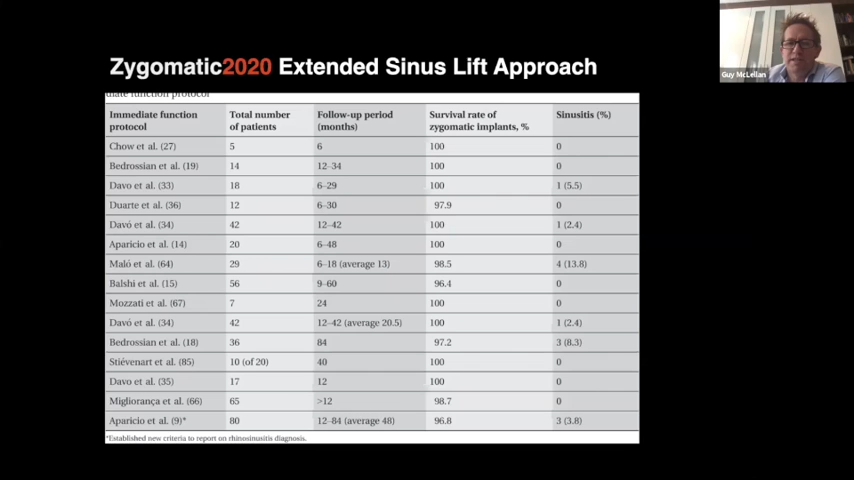 Zygomatic2020 Extended Sinus Lift Approach
Guy McLellan
diate function protocol
Immediate function protocol Total number of patients Follow-up period (months) Survival rate of zygomatic implants, % Sinusitis (%)
Chow et al. (27) 5 6 100 0
Bedrossian et al. (19) 14 12–34 100 0
Davo et al. (33) 18 6–29 100 1 (5.5)
Duarte et al. (36) 12 6–30 97.9 0
Davó et al. (34) 42 12–42 100 1 (2.4)
Aparicio et al. (14) 20 6–48 100 0
Maló et al. (64) 29 6–18 (average 13) 98.5 4 (13.8)
Balshi et al. (15) 56 9–60 96.4 0
Mozzati et al. (67) 7 24 100 0
Davó et al. (34) 42 12–42 (average 20.5) 100 1 (2.4)
Bedrossian et al. (18) 36 84 97.2 3 (8.3)
Stiévenart et al. (85) 10 (of 20) 40 100 0
Davo et al. (35) 17 12 100 0
Migliorança et al. (66) 65 >12 98.7 0
Aparicio et al. (9)* 80 12–84 (average 48) 96.8 3 (3.8)
*Established new criteria to report on rhinosinusitis diagnosis.